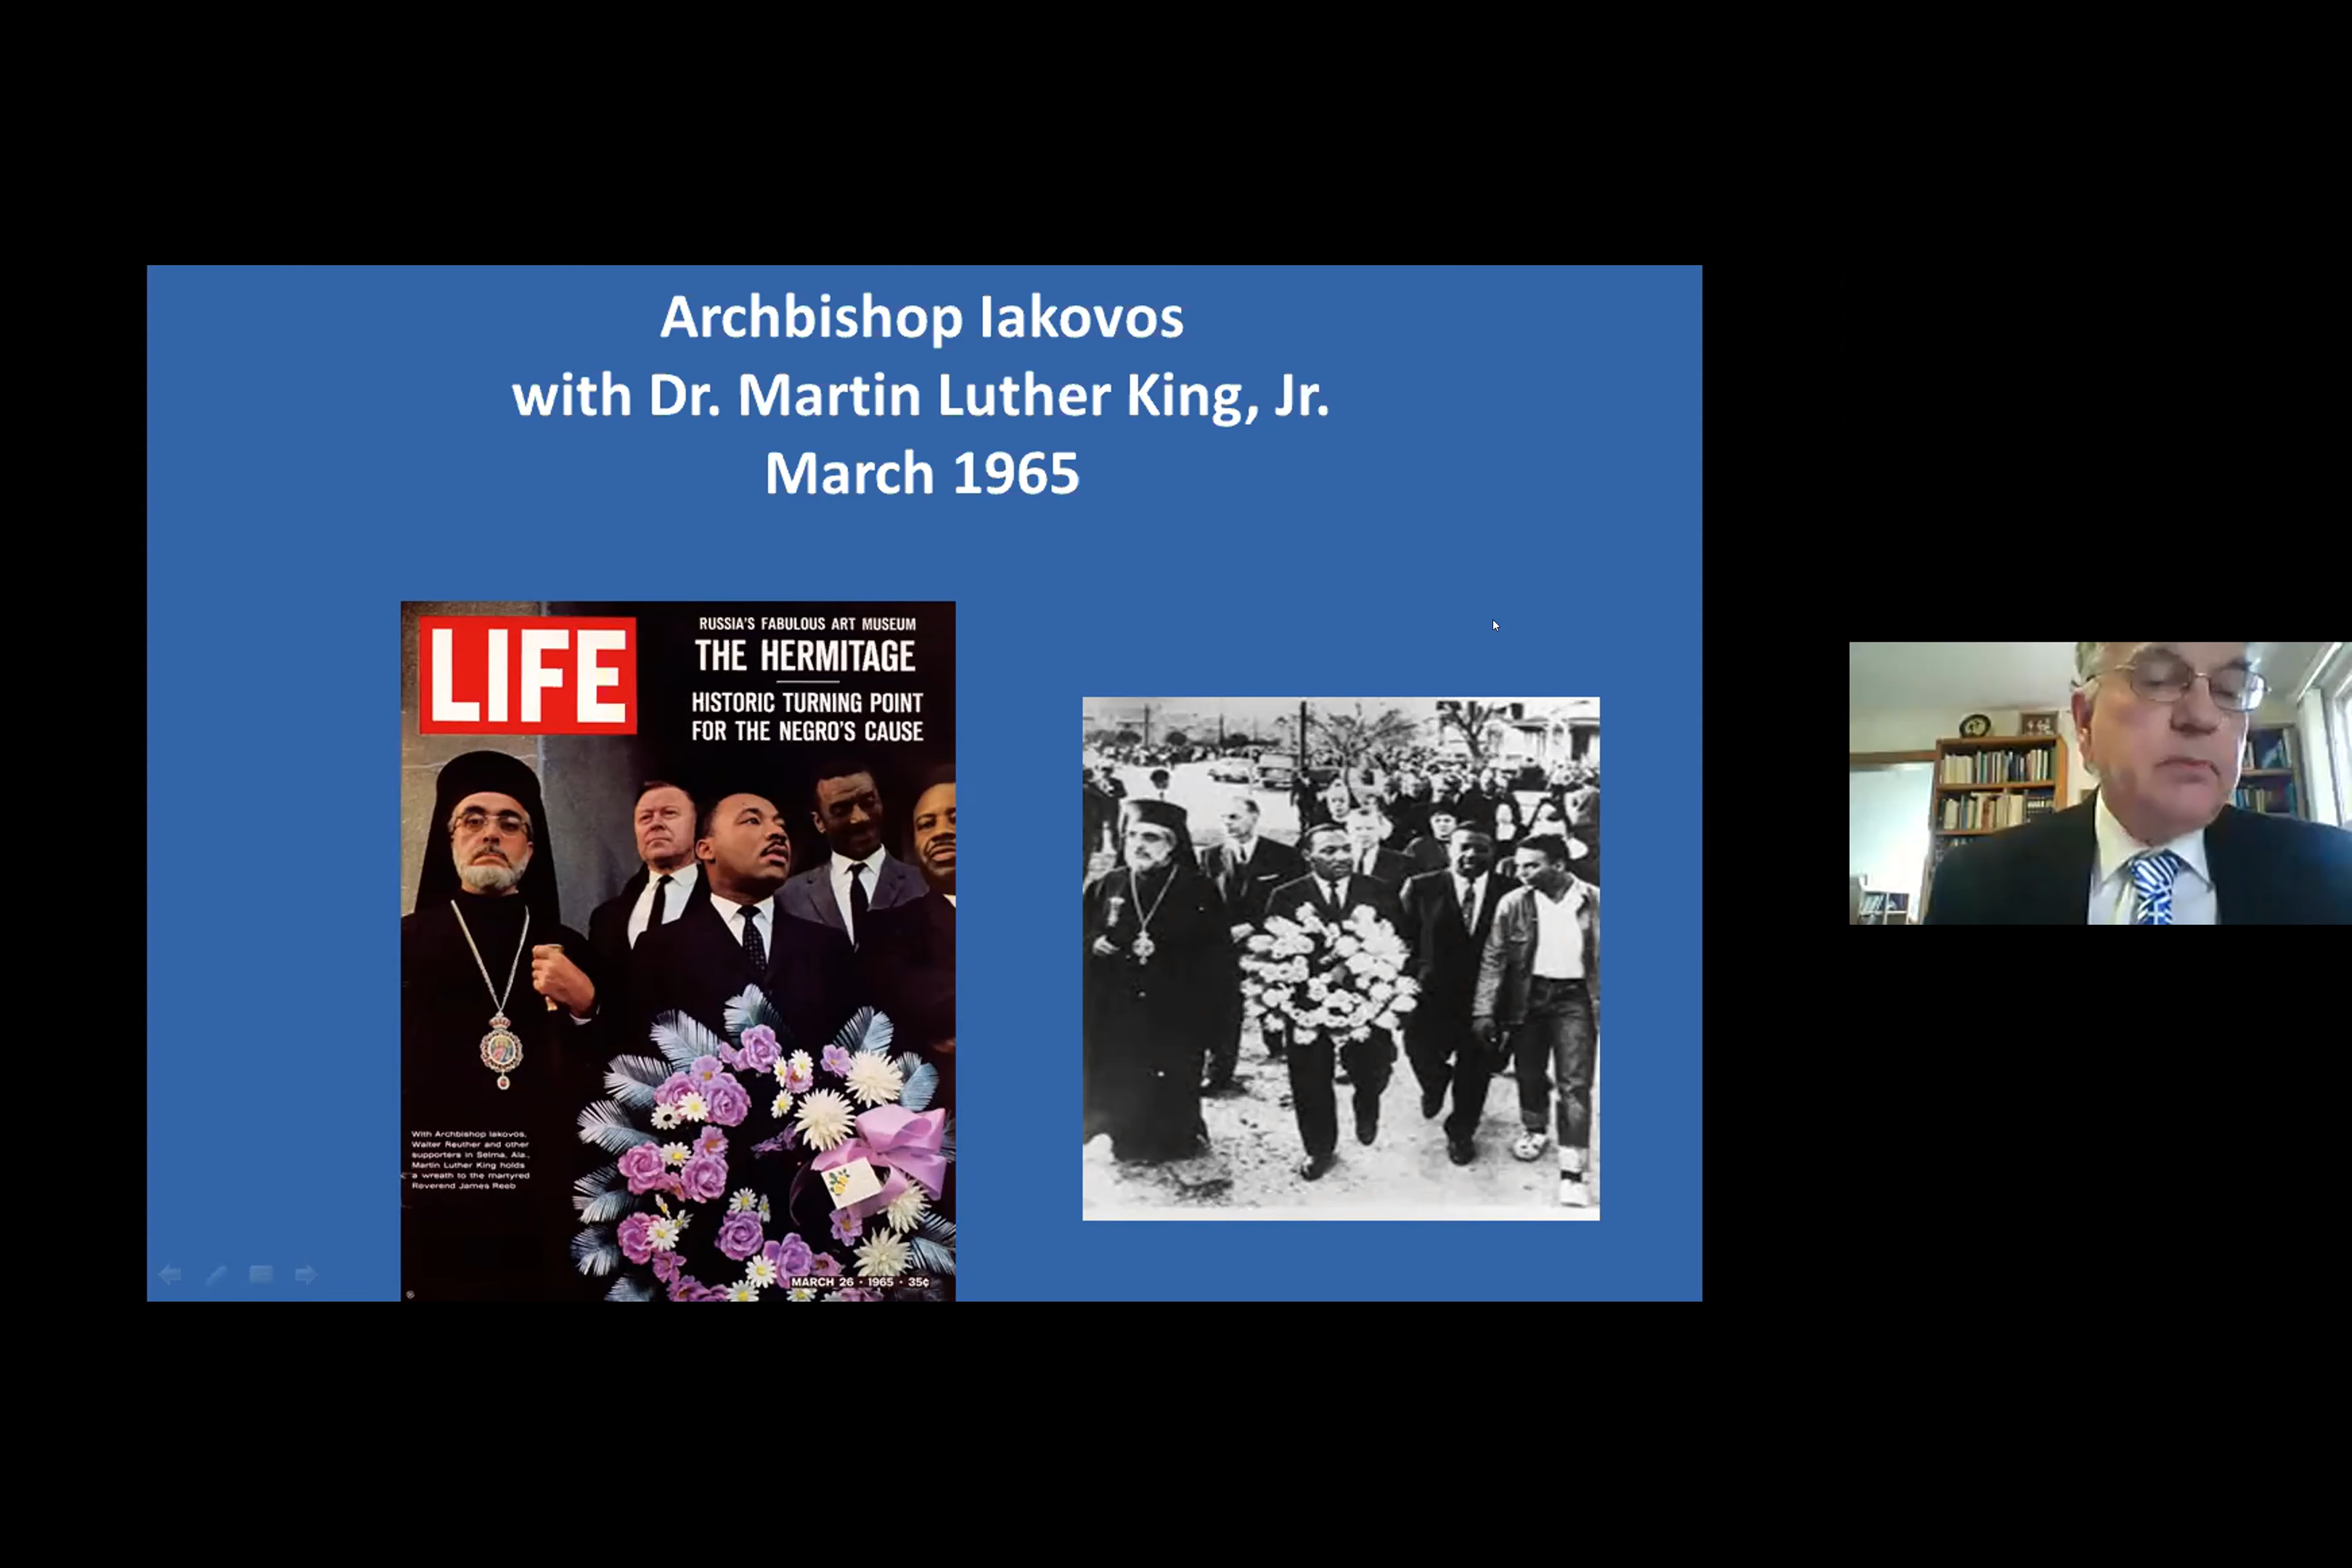 Archbishop Iakovos
with Dr. Martin Luther King, Jr.
March 1965
LIFE
RUSSIA'S FABULOUS ART MUSEUM
THE HERMITAGE
HISTORIC TURNING POINT
FOR THE NEGRO'S CAUSE
With Archbishop Iakovos,
Walter Reuther and other
supporters in Selma, Ala.,
Martin Luther King holds
a wreath to the martyred
Reverend James Reeb
MARCH 26 · 1965 · 35¢